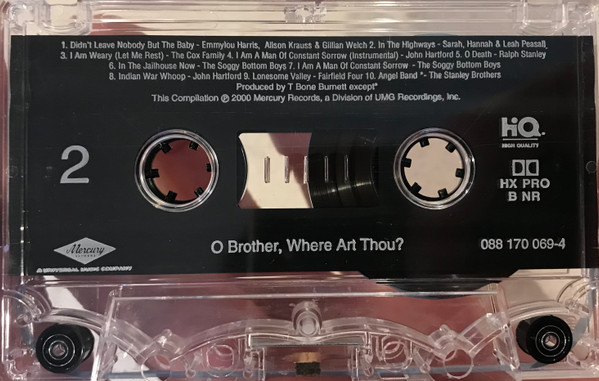 1. Didn't Leave Nobody But The Baby - Emmylou Harris, Alison Krauss & Gillian Welch 2. In The Highways - Sarah, Hannah & Leah Peasall,
3. I Am Weary (Let Me Rest) - The Cox Family 4. I Am A Man Of Constant Sorrow (Instrumental) - John Hartford 5. O Death - Ralph Stanley
6. In The Jailhouse Now - The Soggy Bottom Boys 7. I Am A Man Of Constant Sorrow - The Soggy Bottom Boys
8. Indian War Whoop - John Hartford 9. Lonesome Valley - Fairfield Four 10. Angel Band *- The Stanley Brothers
Produced by T Bone Burnett except*
This Compilation ℗ 2000 Mercury Records, a Division of UMG Recordings, Inc.
2
HiQ.
HIGH QUALITY
HX PRO
B NR
Mercury
RECORDS
A UNIVERSAL MUSIC COMPANY
O Brother, Where Art Thou?
088 170 069-4